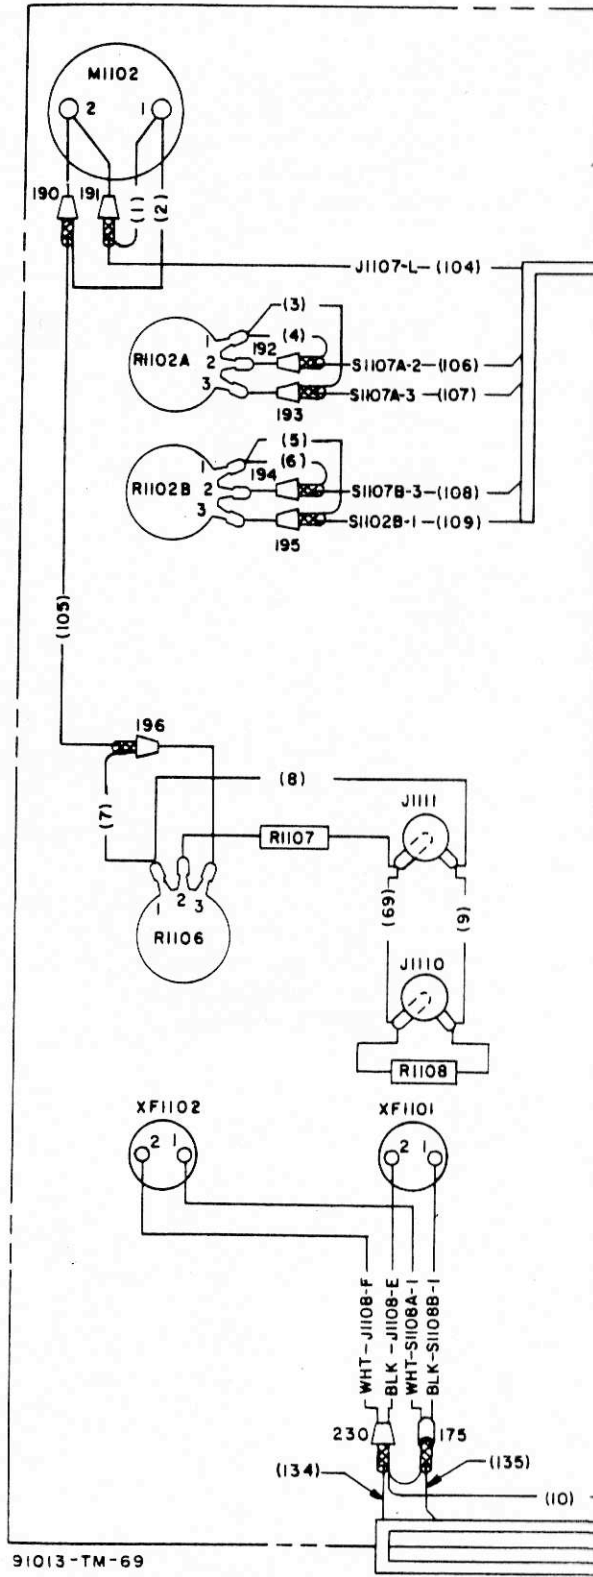 M1102
2 1
190 191 (1) (2)
J1107-L-(104)
(3)
1 (4)
192
R1102A 2 S1107A-2-(106)
3 S1107A-3-(107)
193
(5)
1 (6)
194
R1102B 2 S1107B-3-(108)
3 S1102B-1-(109)
195
(105)
196
(8)
(7) J1111
R1107
1 2 3
(69) (9)
R1106
J1110
R1108
XF1102 XF1101
2 1 2 1
WHT-J1108-F
BLK-J1108-E
WHT-S1108A-1
BLK-S1108B-1
230 175
(134) (135)
(10)
91013-TM-69